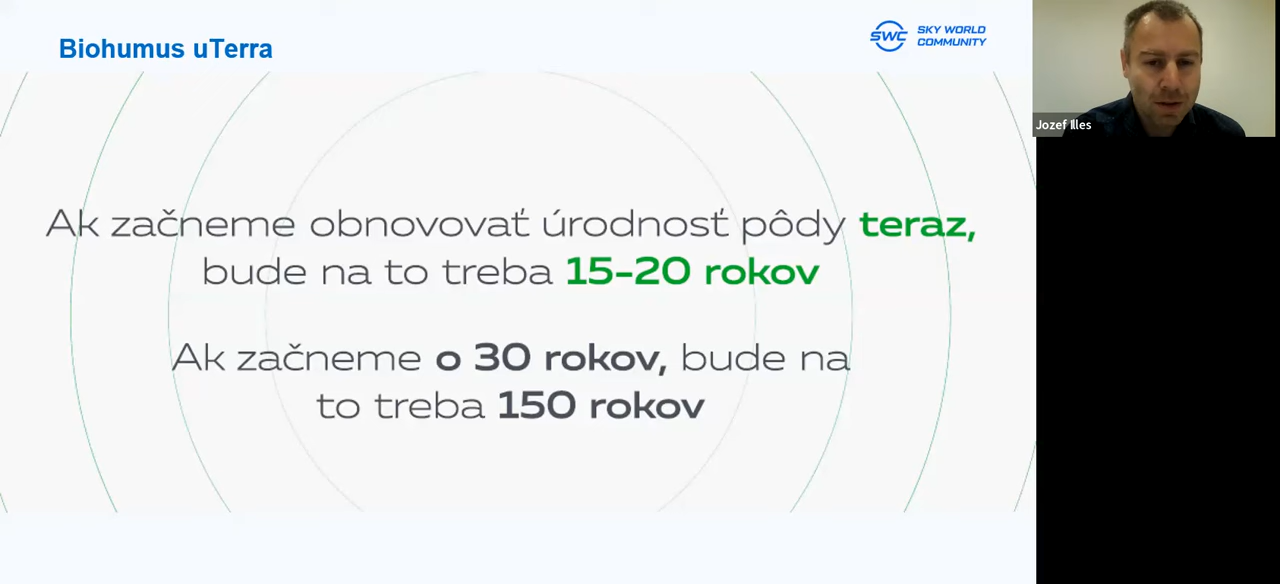 Biohumus uTerra
SWC SKY WORLD
COMMUNITY
Jozef Illes
Ak začneme obnovovať úrodnosť pôdy teraz,
bude na to treba 15-20 rokov
Ak začneme o 30 rokov, bude na
to treba 150 rokov